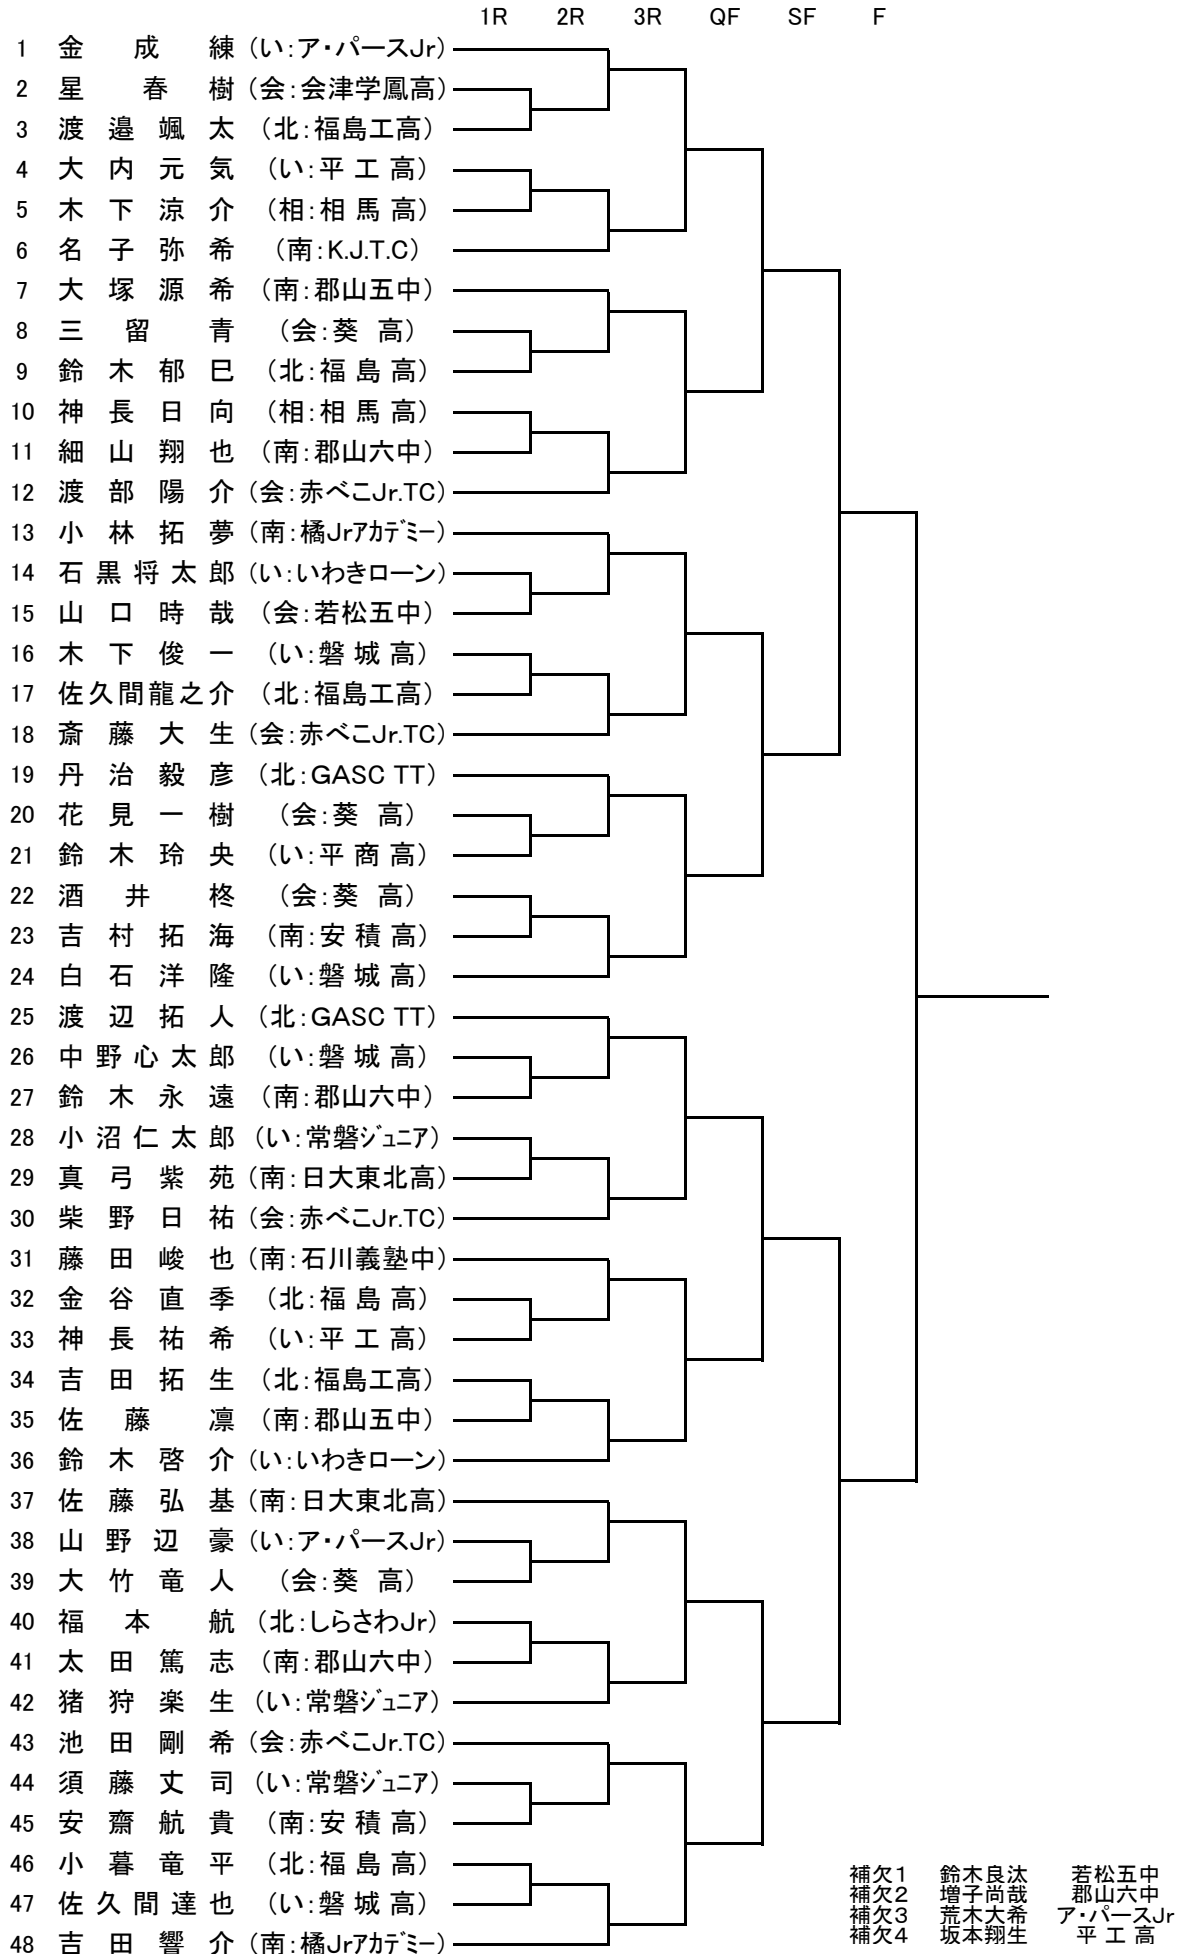 1R 2R 3R QF SF F
1 金 成 練 (い:ア・パースJr)
2 星 春 樹 (会:会津学鳳高)
3 渡 邉 颯 太 (北:福島工高)
4 大 内 元 気 (い:平 工 高)
5 木 下 涼 介 (相:相 馬 高)
6 名 子 弥 希 (南:K.J.T.C)
7 大 塚 源 希 (南:郡山五中)
8 三 留 青 (会:葵 高)
9 鈴 木 郁 巳 (北:福 島 高)
10 神 長 日 向 (相:相 馬 高)
11 細 山 翔 也 (南:郡山六中)
12 渡 部 陽 介 (会:赤べこJr.TC)
13 小 林 拓 夢 (南:橘Jrアカデミー)
14 石 黒 将 太 郎 (い:いわきローン)
15 山 口 時 哉 (会:若松五中)
16 木 下 俊 一 (い:磐 城 高)
17 佐久間龍之介 (北:福島工高)
18 斎 藤 大 生 (会:赤べこJr.TC)
19 丹 治 毅 彦 (北:GASC TT)
20 花 見 一 樹 (会:葵 高)
21 鈴 木 玲 央 (い:平 商 高)
22 酒 井 柊 (会:葵 高)
23 吉 村 拓 海 (南:安 積 高)
24 白 石 洋 隆 (い:磐 城 高)
25 渡 辺 拓 人 (北:GASC TT)
26 中 野 心 太 郎 (い:磐 城 高)
27 鈴 木 永 遠 (南:郡山六中)
28 小 沼 仁 太 郎 (い:常磐ジュニア)
29 真 弓 紫 苑 (南:日大東北高)
30 柴 野 日 祐 (会:赤べこJr.TC)
31 藤 田 峻 也 (南:石川義塾中)
32 金 谷 直 季 (北:福 島 高)
33 神 長 祐 希 (い:平 工 高)
34 吉 田 拓 生 (北:福島工高)
35 佐 藤 凛 (南:郡山五中)
36 鈴 木 啓 介 (い:いわきローン)
37 佐 藤 弘 基 (南:日大東北高)
38 山 野 辺 豪 (い:ア・パースJr)
39 大 竹 竜 人 (会:葵 高)
40 福 本 航 (北:しらさわJr)
41 太 田 篤 志 (南:郡山六中)
42 猪 狩 楽 生 (い:常磐ジュニア)
43 池 田 剛 希 (会:赤べこJr.TC)
44 須 藤 丈 司 (い:常磐ジュニア)
45 安 齋 航 貴 (南:安 積 高)
46 小 暮 竜 平 (北:福 島 高)
47 佐 久 間 達 也 (い:磐 城 高)
48 吉 田 響 介 (南:橘Jrアカデミー)
補欠1 鈴木良汰 若松五中
補欠2 増子尚哉 郡山六中
補欠3 荒木大希 ア・パースJr
補欠4 坂本翔生 平 工 高